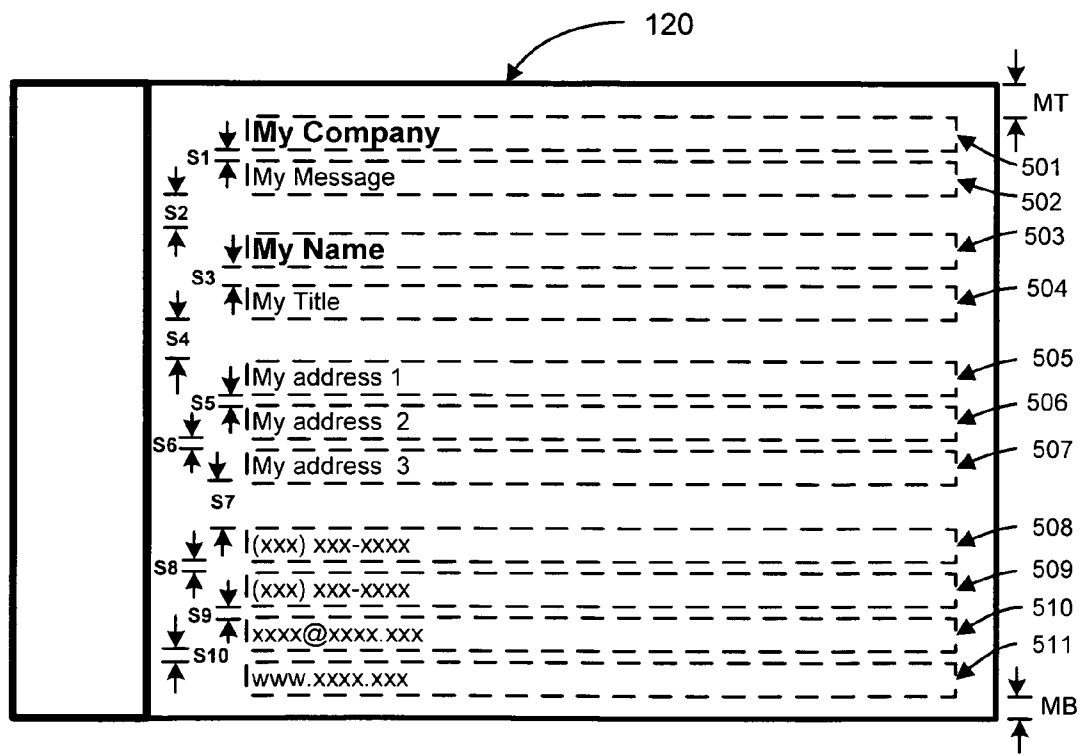 120
MT
My Company
S1
501
My Message
502
S2
My Name
503
S3
My Title
504
S4
My address 1
505
S5
My address 2
506
S6
My address 3
507
S7
(xxx) xxx-xxxx
508
S8
(xxx) xxx-xxxx
509
S9
xxxx@xxxx.xxx
510
S10
www.xxxx.xxx
511
MB